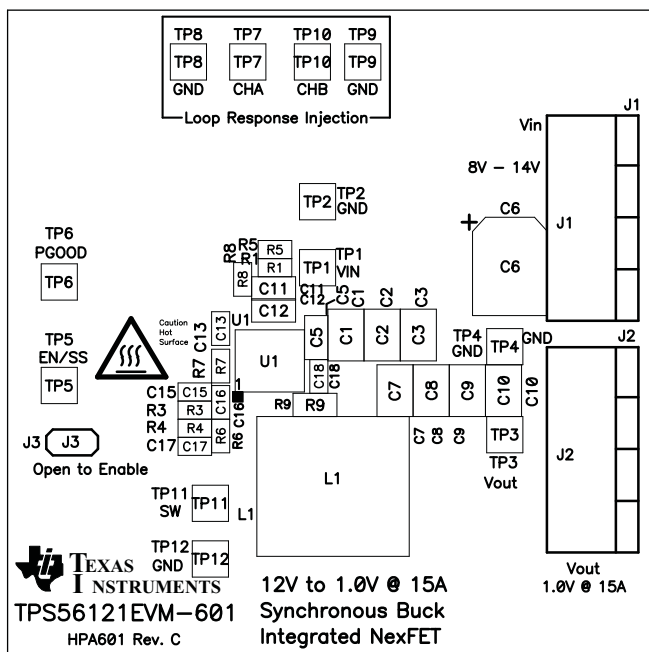 TP8 TP7 TP10 TP9
TP8 TP7 TP10 TP9
GND CHA CHB GND
Loop Response Injection
J1
Vin
8V - 14V
C6
+
C6
J1
TP2
TP2
GND
TP6
PGOOD
TP6
R8
R5
R5
R1
R1
R8
TP1
TP1
VIN
C11
C11
C12
C12
C5
C1
C2
C3
TP5
EN/SS
TP5
Caution
Hot
Surface
C13
C13
U1
U1
C5
C1
C2
C3
TP4
GND
TP4
GND
J2
R7
R7
C18
C18
1
C15
C15
R3
R3
R4
R4
C17
C17
C16
C16
R6
R6
R9
R9
C7
C8
C9
C10
C10
C7
C8
C9
TP3
TP3
Vout
J2
J3
J3
Open to Enable
L1
L1
TP11
SW
TP11
TP12
GND
TP12
TEXAS
INSTRUMENTS
TPS56121EVM-601
HPA601 Rev. C
12V to 1.0V @ 15A
Synchronous Buck
Integrated NexFET
Vout
1.0V @ 15A